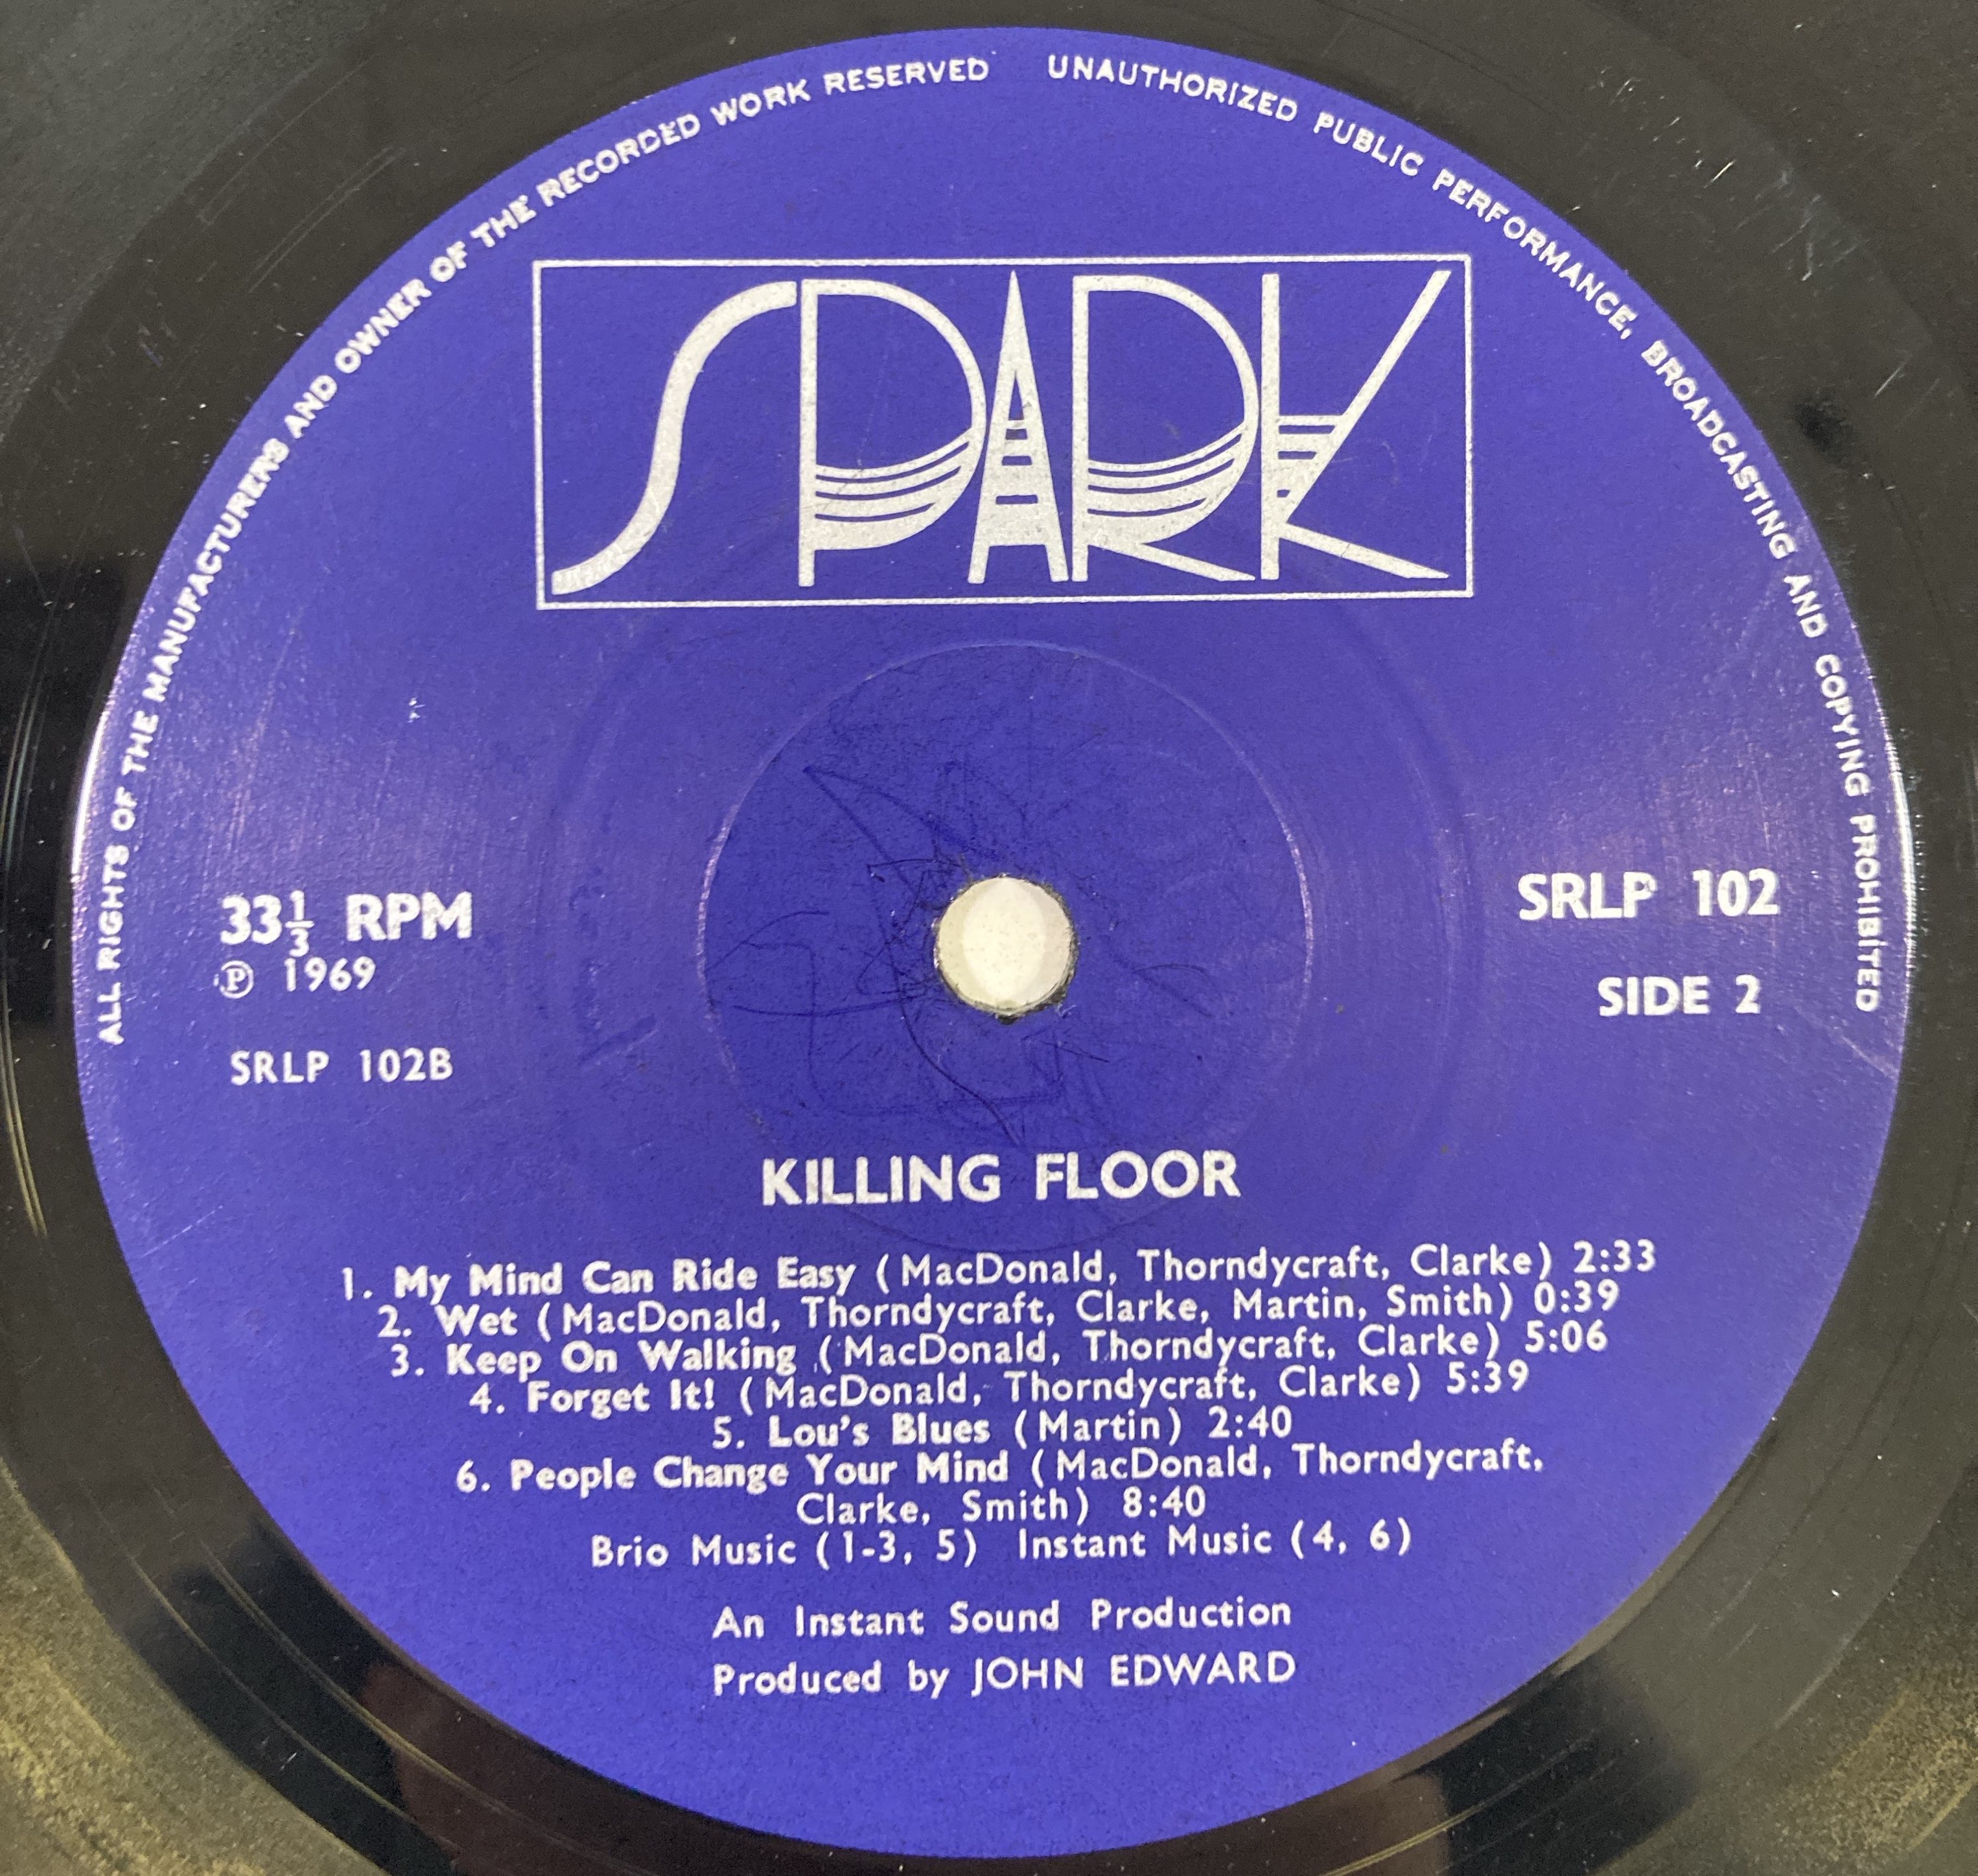 ALL RIGHTS OF THE MANUFACTURERS AND OWNER OF THE RECORDED WORK RESERVED UNAUTHORIZED PUBLIC PERFORMANCE, BROADCASTING AND COPYING PROHIBITED
SPARK
33⅓ RPM
℗ 1969
SRLP 102B
SRLP 102
SIDE 2
KILLING FLOOR
1. My Mind Can Ride Easy (MacDonald, Thorndycraft, Clarke) 2:33
2. Wet (MacDonald, Thorndycraft, Clarke, Martin, Smith) 0:39
3. Keep On Walking (MacDonald, Thorndycraft, Clarke) 5:06
4. Forget It! (MacDonald, Thorndycraft, Clarke) 5:39
5. Lou's Blues (Martin) 2:40
6. People Change Your Mind (MacDonald, Thorndycraft,
Clarke, Smith) 8:40
Brio Music (1-3, 5) Instant Music (4, 6)
An Instant Sound Production
Produced by JOHN EDWARD